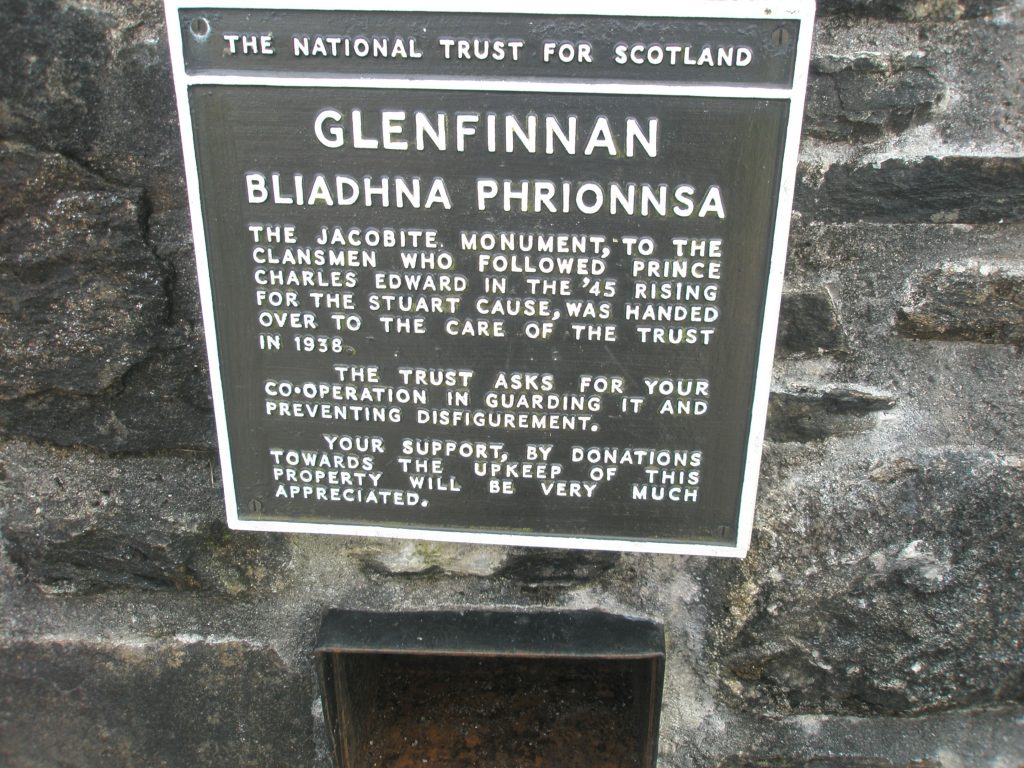 THE NATIONAL TRUST FOR SCOTLAND
GLENFINNAN
BLIADHNA PHRIONNSA
THE JACOBITE MONUMENT, TO THE
CLANSMEN WHO FOLLOWED PRINCE
CHARLES EDWARD IN THE '45 RISING
FOR THE STUART CAUSE, WAS HANDED
OVER TO THE CARE OF THE TRUST
IN 1938
THE TRUST ASKS FOR YOUR
CO-OPERATION IN GUARDING IT AND
PREVENTING DISFIGUREMENT.
YOUR SUPPORT, BY DONATIONS
TOWARDS THE UPKEEP OF THIS
PROPERTY WILL BE VERY MUCH
APPRECIATED.